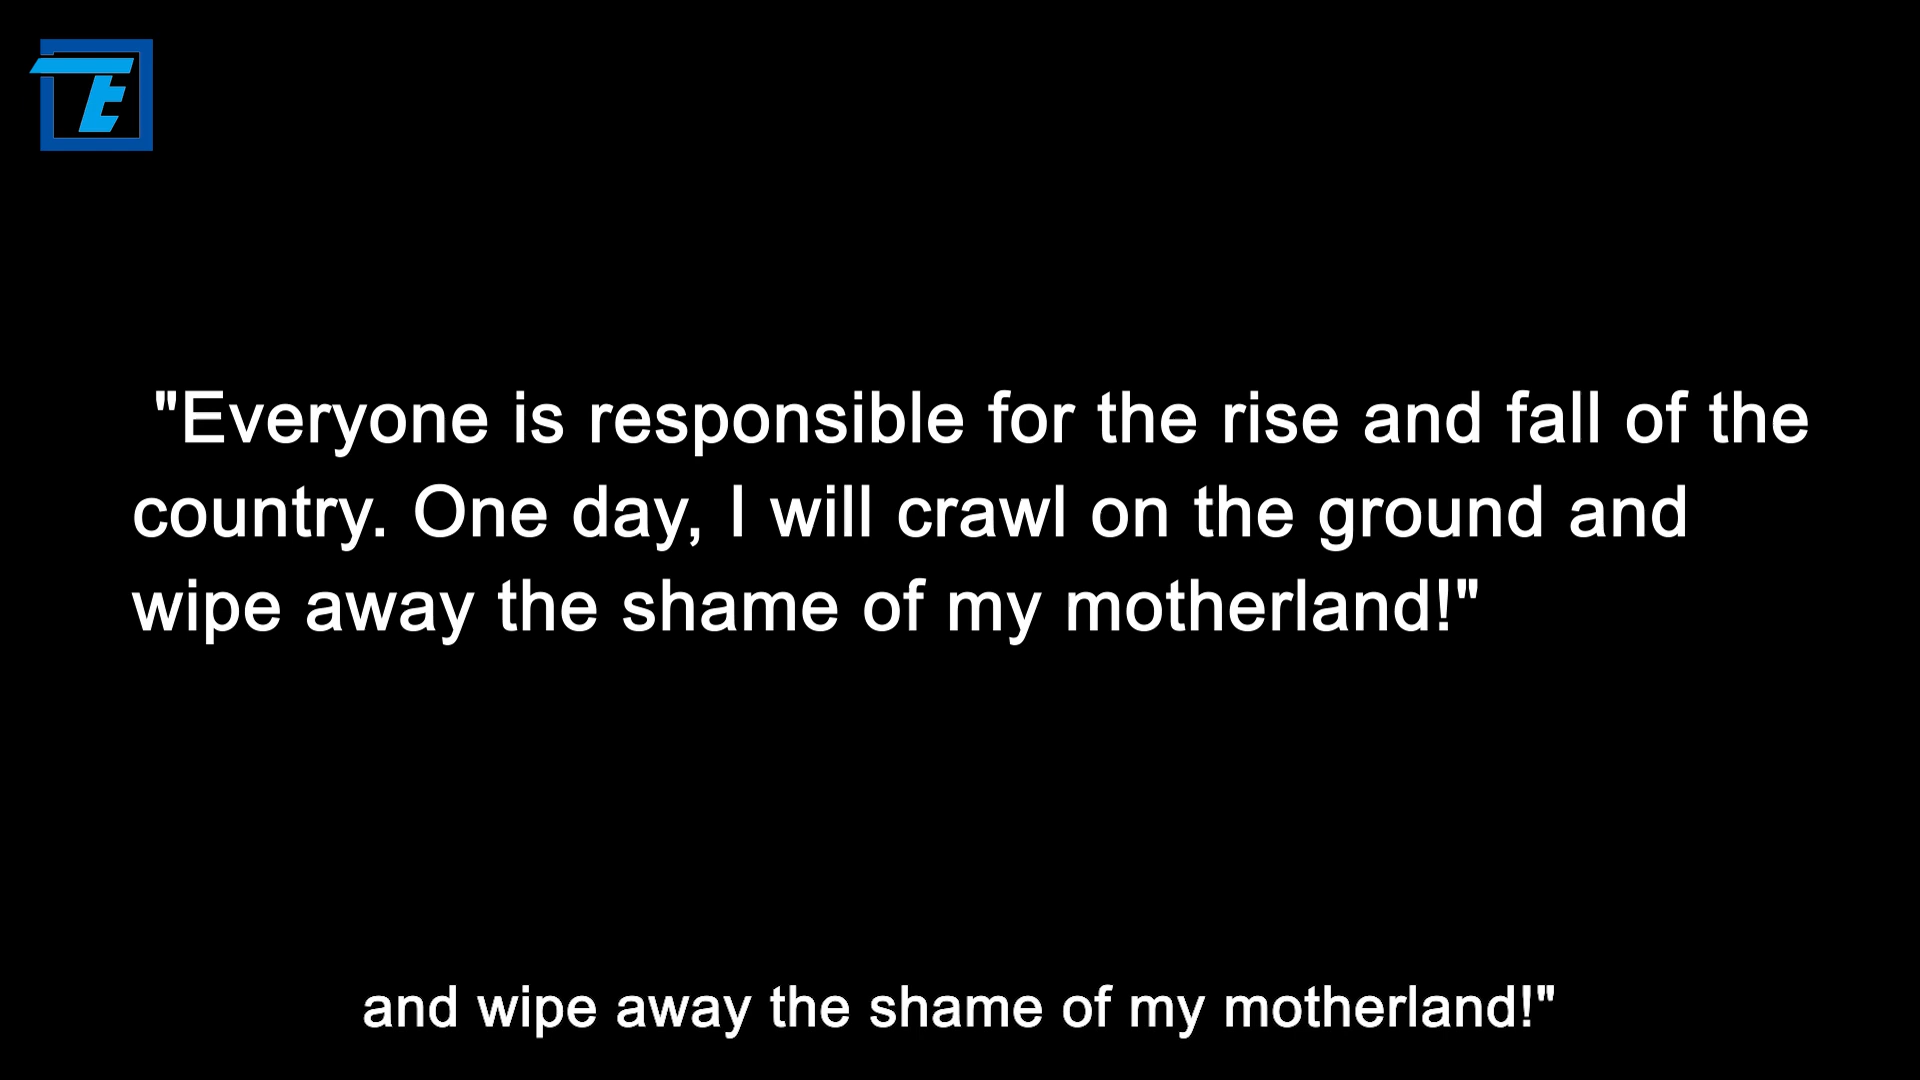 TE
"Everyone is responsible for the rise and fall of the
country. One day, I will crawl on the ground and
wipe away the shame of my motherland!"
and wipe away the shame of my motherland!"